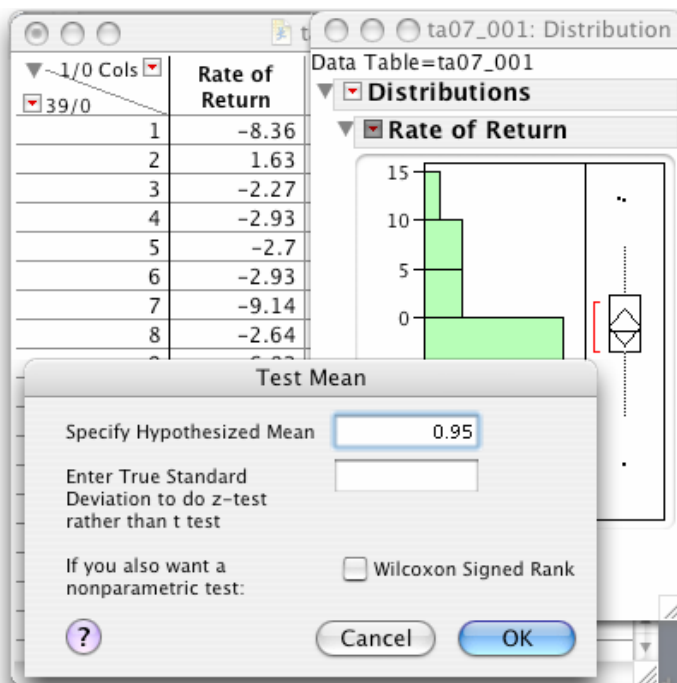 ta07_001: Distribution
1/0 Cols
39/0
Rate of
Return
1 -8.36
2 1.63
3 -2.27
4 -2.93
5 -2.7
6 -2.93
7 -9.14
8 -2.64
Data Table=ta07_001
Distributions
Rate of Return
15
10
5
0
Test Mean
Specify Hypothesized Mean 0.95
Enter True Standard
Deviation to do z-test
rather than t test
If you also want a
nonparametric test:
Wilcoxon Signed Rank
?
Cancel
OK